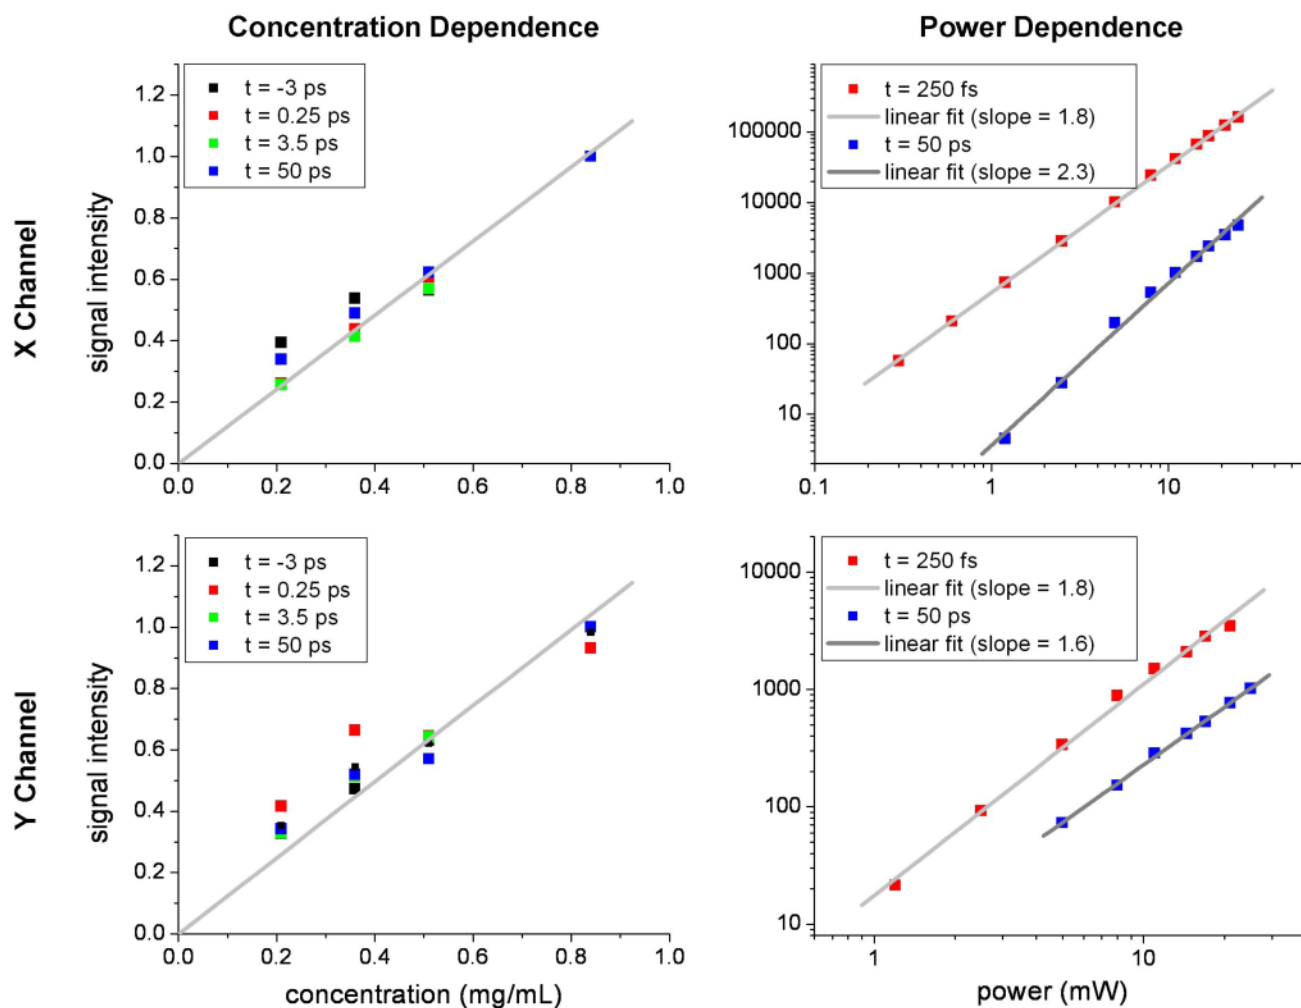 Concentration Dependence
Power Dependence
X Channel
signal intensity
1.2
1.0
0.8
0.6
0.4
0.2
0.0
t = -3 ps
t = 0.25 ps
t = 3.5 ps
t = 50 ps
0.0 0.2 0.4 0.6 0.8 1.0
100000
10000
1000
100
10
t = 250 fs
linear fit (slope = 1.8)
t = 50 ps
linear fit (slope = 2.3)
0.1 1 10
Y Channel
signal intensity
1.2
1.0
0.8
0.6
0.4
0.2
0.0
t = -3 ps
t = 0.25 ps
t = 3.5 ps
t = 50 ps
0.0 0.2 0.4 0.6 0.8 1.0
concentration (mg/mL)
10000
1000
100
10
t = 250 fs
linear fit (slope = 1.8)
t = 50 ps
linear fit (slope = 1.6)
1 10
power (mW)